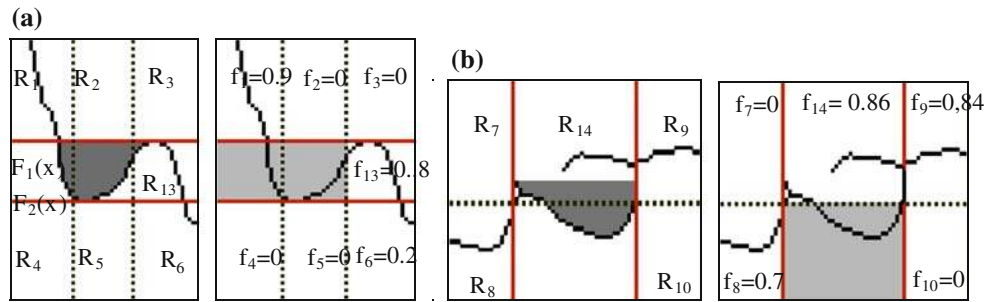 (a)
R1 R2 R3
F1(x)
R13
F2(x)
R4 R5 R6
f1=0.9 f2=0 f3=0
f13=0.8
f4=0 f5=0 f6=0.2
(b)
R7 R14 R9
R8 R10
f7=0 f14= 0.86 f9=0,84
f8=0.7 f10=0